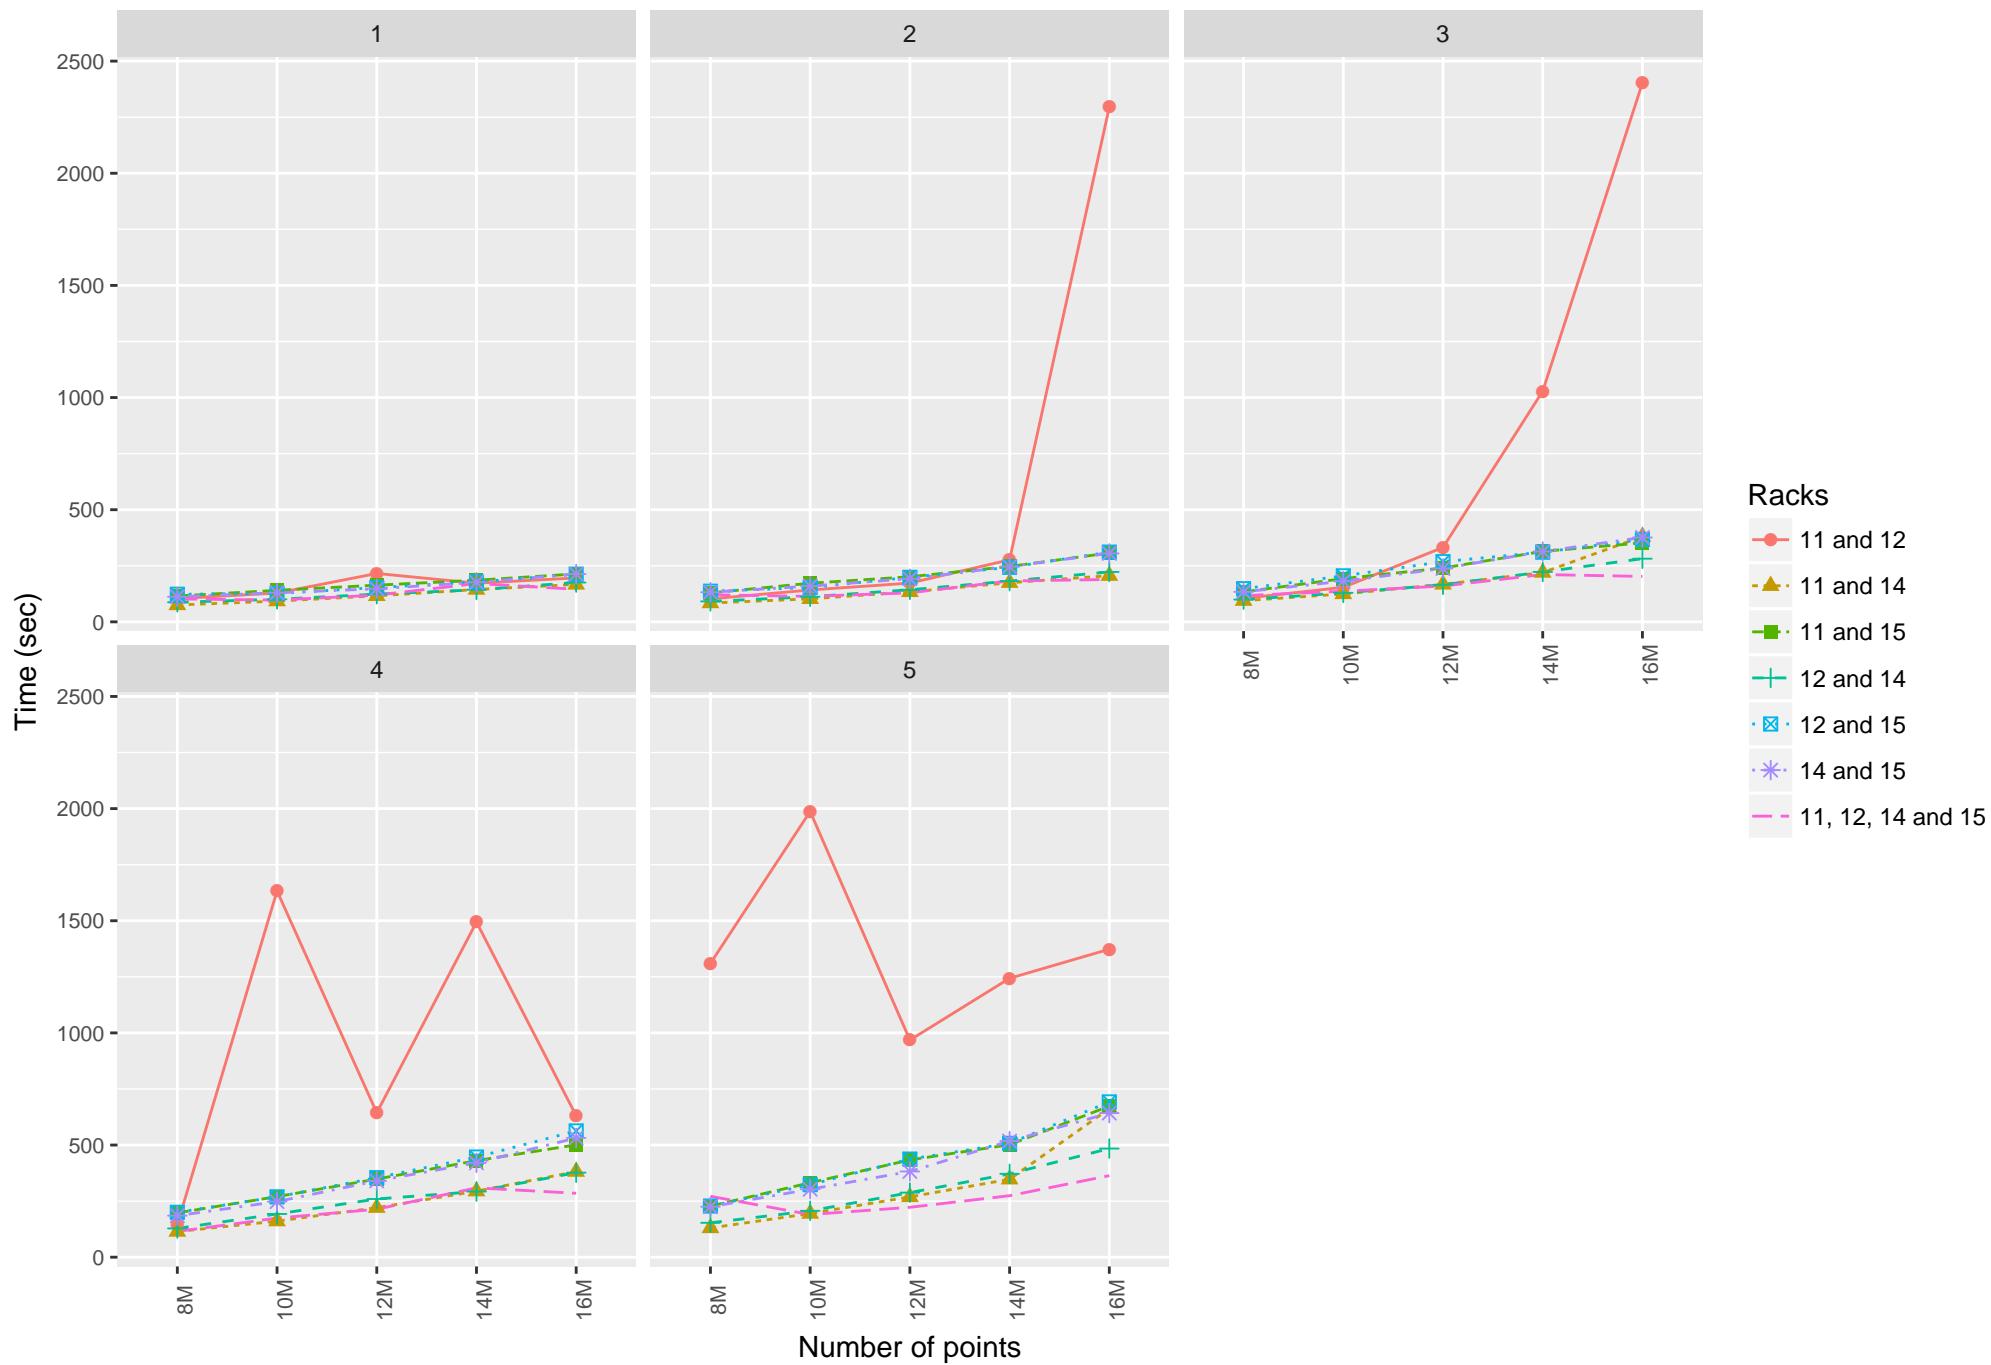 1
2
3
2500
2000
1500
1000
500
0
8M
10M
12M
14M
16M
4
5
2500
2000
1500
1000
500
0
8M
10M
12M
14M
16M
8M
10M
12M
14M
16M
Time (sec)
Number of points
Racks
11 and 12
11 and 14
11 and 15
12 and 14
12 and 15
14 and 15
11, 12, 14 and 15